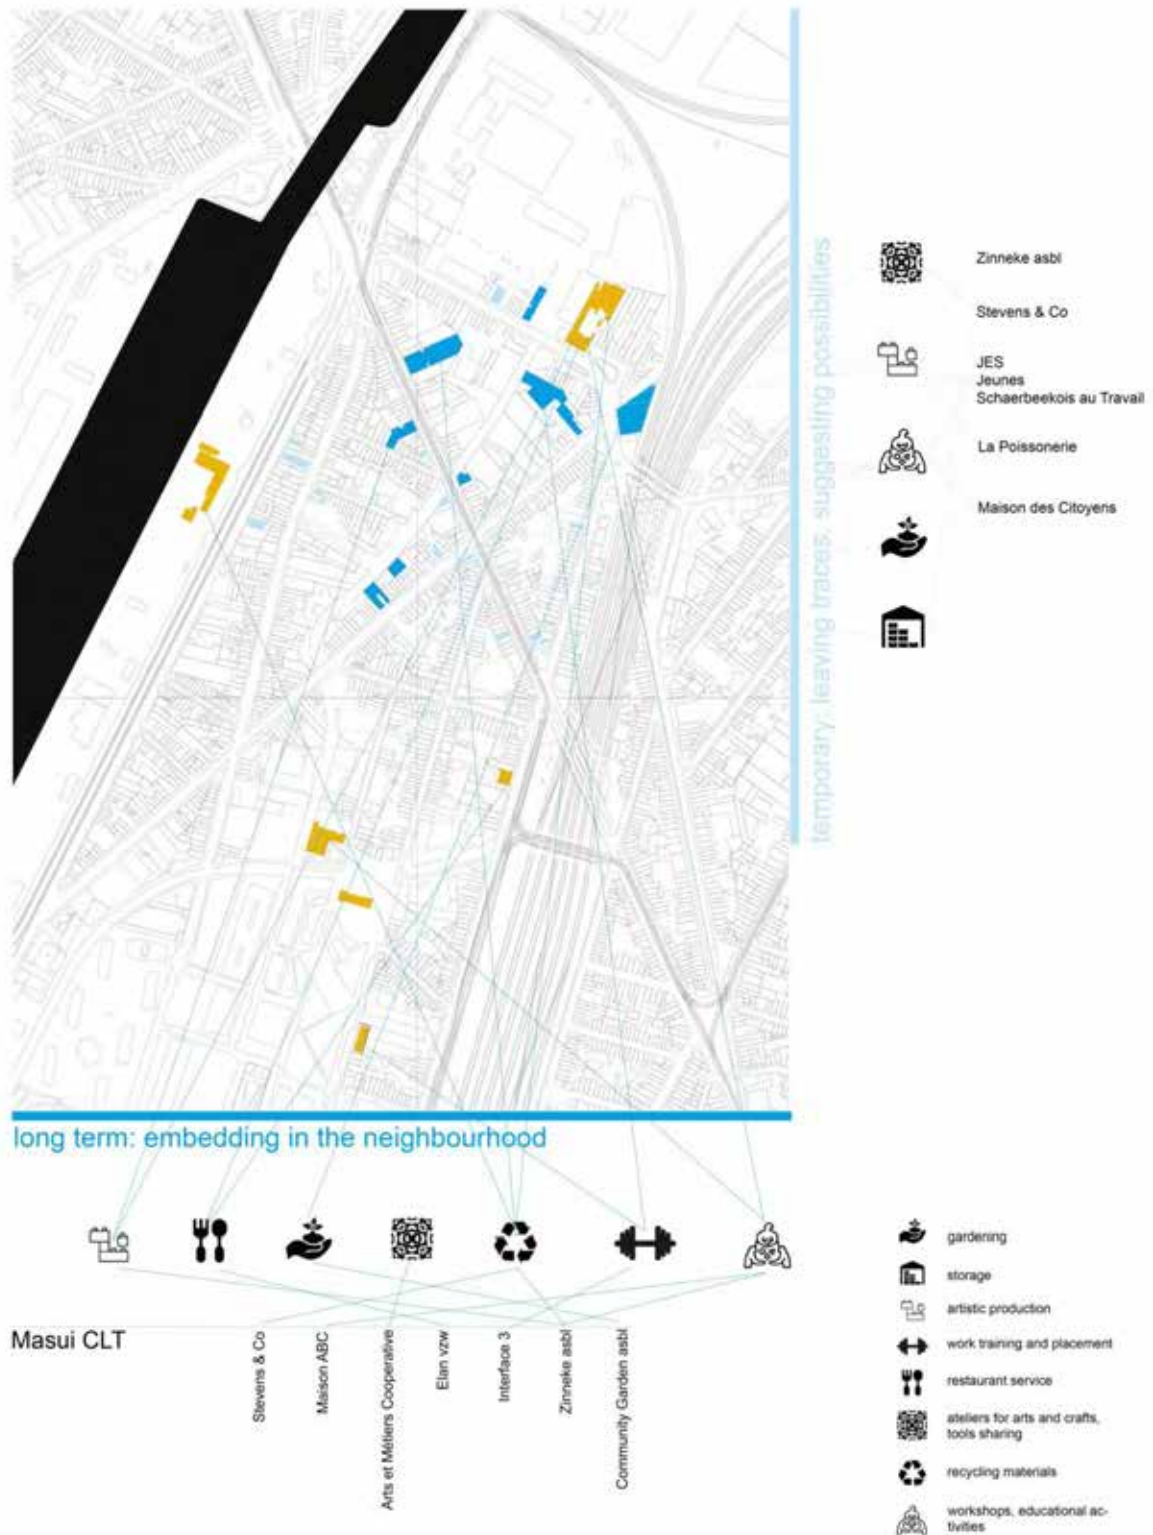 temporary, leaving traces, suggesting possibilities
Zinneke asbl
Stevens & Co
JES
Jeunes
Schaerbeekois au Travail
La Poissonerie
Maison des Citoyens
long term: embedding in the neighbourhood
Masui CLT
Stevens & Co
Maison ABC
Arts et Métiers Cooperative
Elan vzw
Interface 3
Zinneke asbl
Community Garden asbl
gardening
storage
artistic production
work training and placement
restaurant service
ateliers for arts and crafts,
tools sharing
recycling materials
workshops, educational ac-
tivities